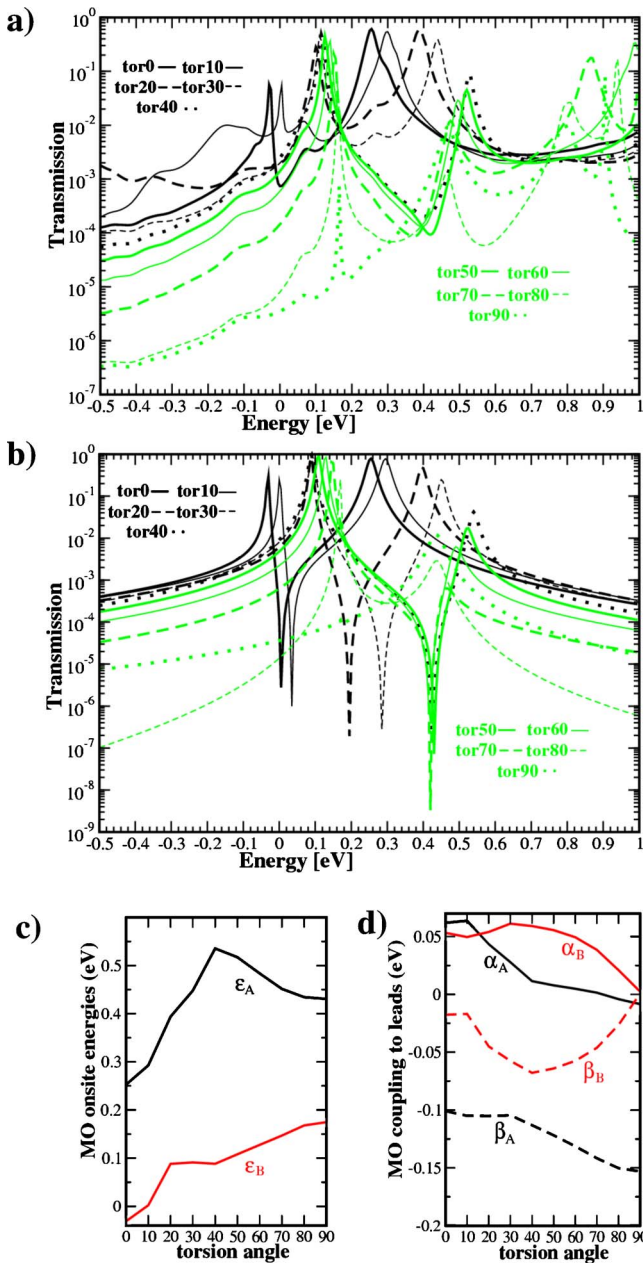 a)
10^0
10^-1
10^-2
10^-3
10^-4
10^-5
10^-6
10^-7
Transmission
tor0 tor10
tor20 tor30
tor40
tor50 tor60
tor70 tor80
tor90
-0.5 -0.4 -0.3 -0.2 -0.1 0 0.1 0.2 0.3 0.4 0.5 0.6 0.7 0.8 0.9 1
Energy [eV]
b)
10^0
10^-1
10^-2
10^-3
10^-4
10^-5
10^-6
10^-7
10^-8
10^-9
Transmission
tor0 tor10
tor20 tor30
tor40
tor50 tor60
tor70 tor80
tor90
-0.5 -0.4 -0.3 -0.2 -0.1 0 0.1 0.2 0.3 0.4 0.5 0.6 0.7 0.8 0.9 1
Energy [eV]
c)
MO onsite energies (eV)
0.6
0.5
0.4
0.3
0.2
0.1
0
ε_A
ε_B
0 10 20 30 40 50 60 70 80 90
torsion angle
d)
MO coupling to leads (eV)
0.05
0
-0.05
-0.1
-0.15
-0.2
α_A
α_B
β_B
β_A
0 10 20 30 40 50 60 70 80 90
torsion angle